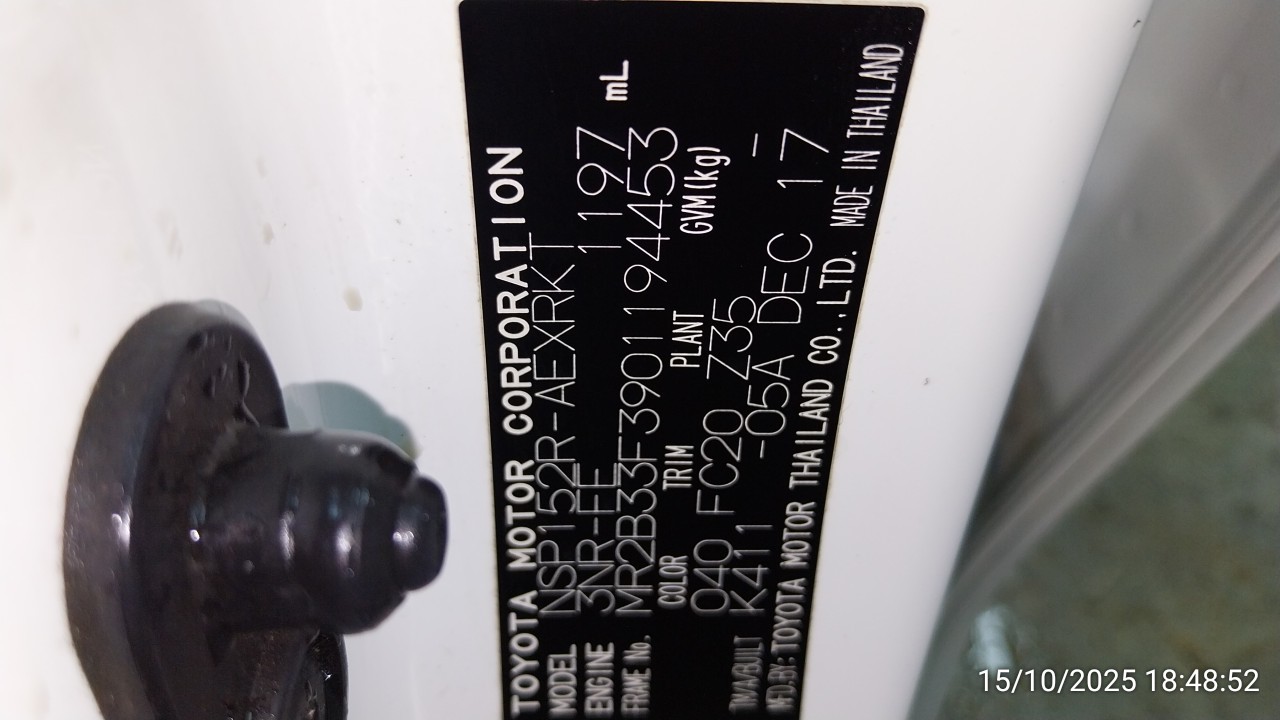 TOYOTA MOTOR CORPORATION
MODEL NSP152R-AEXRKT
ENGINE 3NR-FE 1197 mL
FRAME No. MR2B33F3901194453
COLOR TRIM PLANT GVM(kg)
040 FC20 Z35 -
T/M/A/BUILT K411 -05A DEC 17
MFD.BY: TOYOTA MOTOR THAILAND CO.,LTD. MADE IN THAILAND
15/10/2025 18:48:52